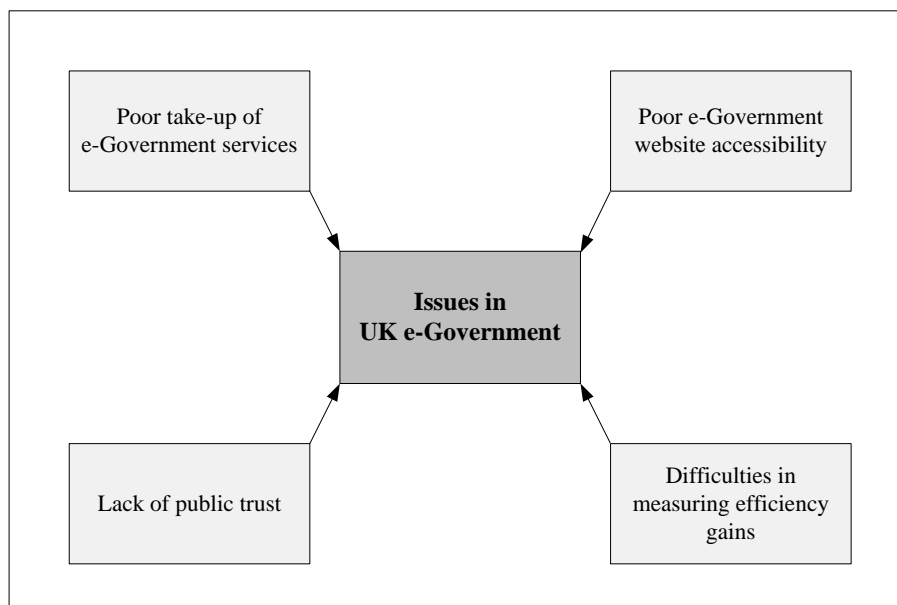 Poor take-up of
e-Government services
Poor e-Government
website accessibility
Issues in
UK e-Government
Lack of public trust
Difficulties in
measuring efficiency
gains